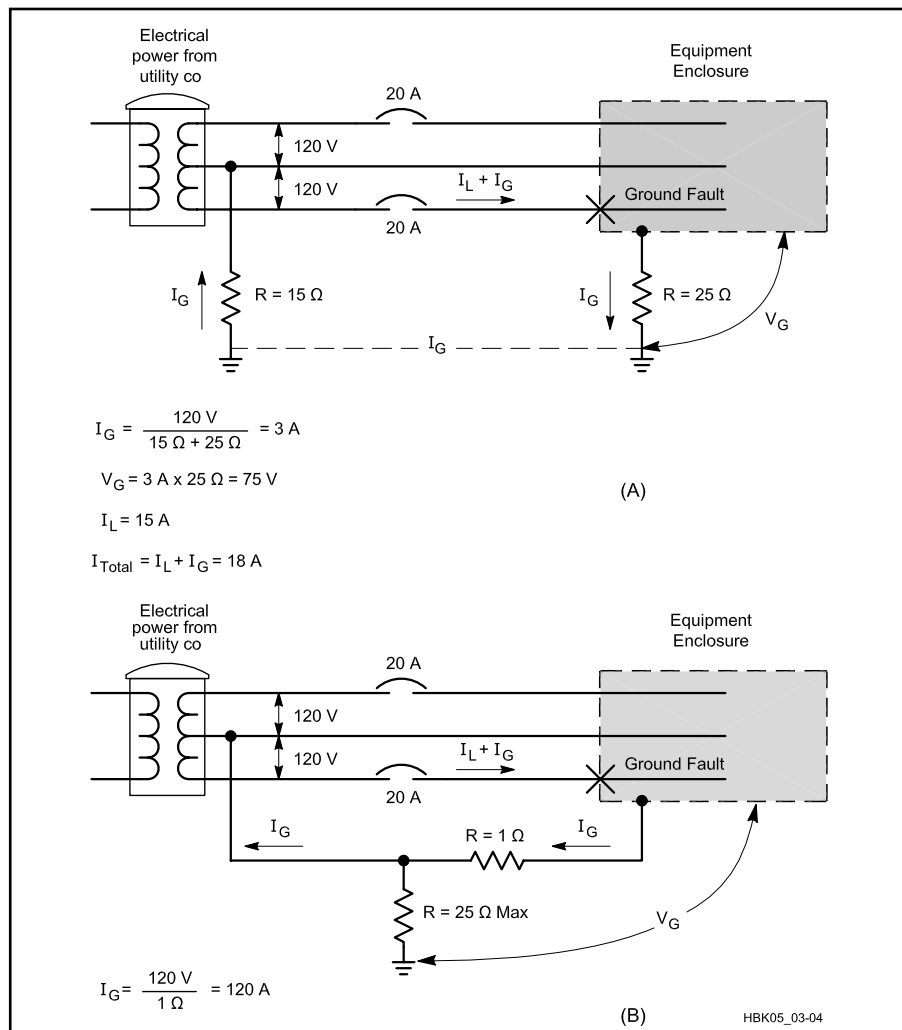 Electrical
power from
utility co
Equipment
Enclosure
20 A
120 V
120 V
I_L + I_G
Ground Fault
20 A
I_G
R = 15 Ω
I_G
R = 25 Ω
V_G
I_G
I_G = 120 V / 15 Ω + 25 Ω = 3 A
V_G = 3 A x 25 Ω = 75 V
(A)
I_L = 15 A
I_Total = I_L + I_G = 18 A
Electrical
power from
utility co
Equipment
Enclosure
20 A
120 V
120 V
I_L + I_G
Ground Fault
20 A
I_G
R = 1 Ω
I_G
R = 25 Ω Max
V_G
I_G = 120 V / 1 Ω = 120 A
(B)
HBK05_03-04